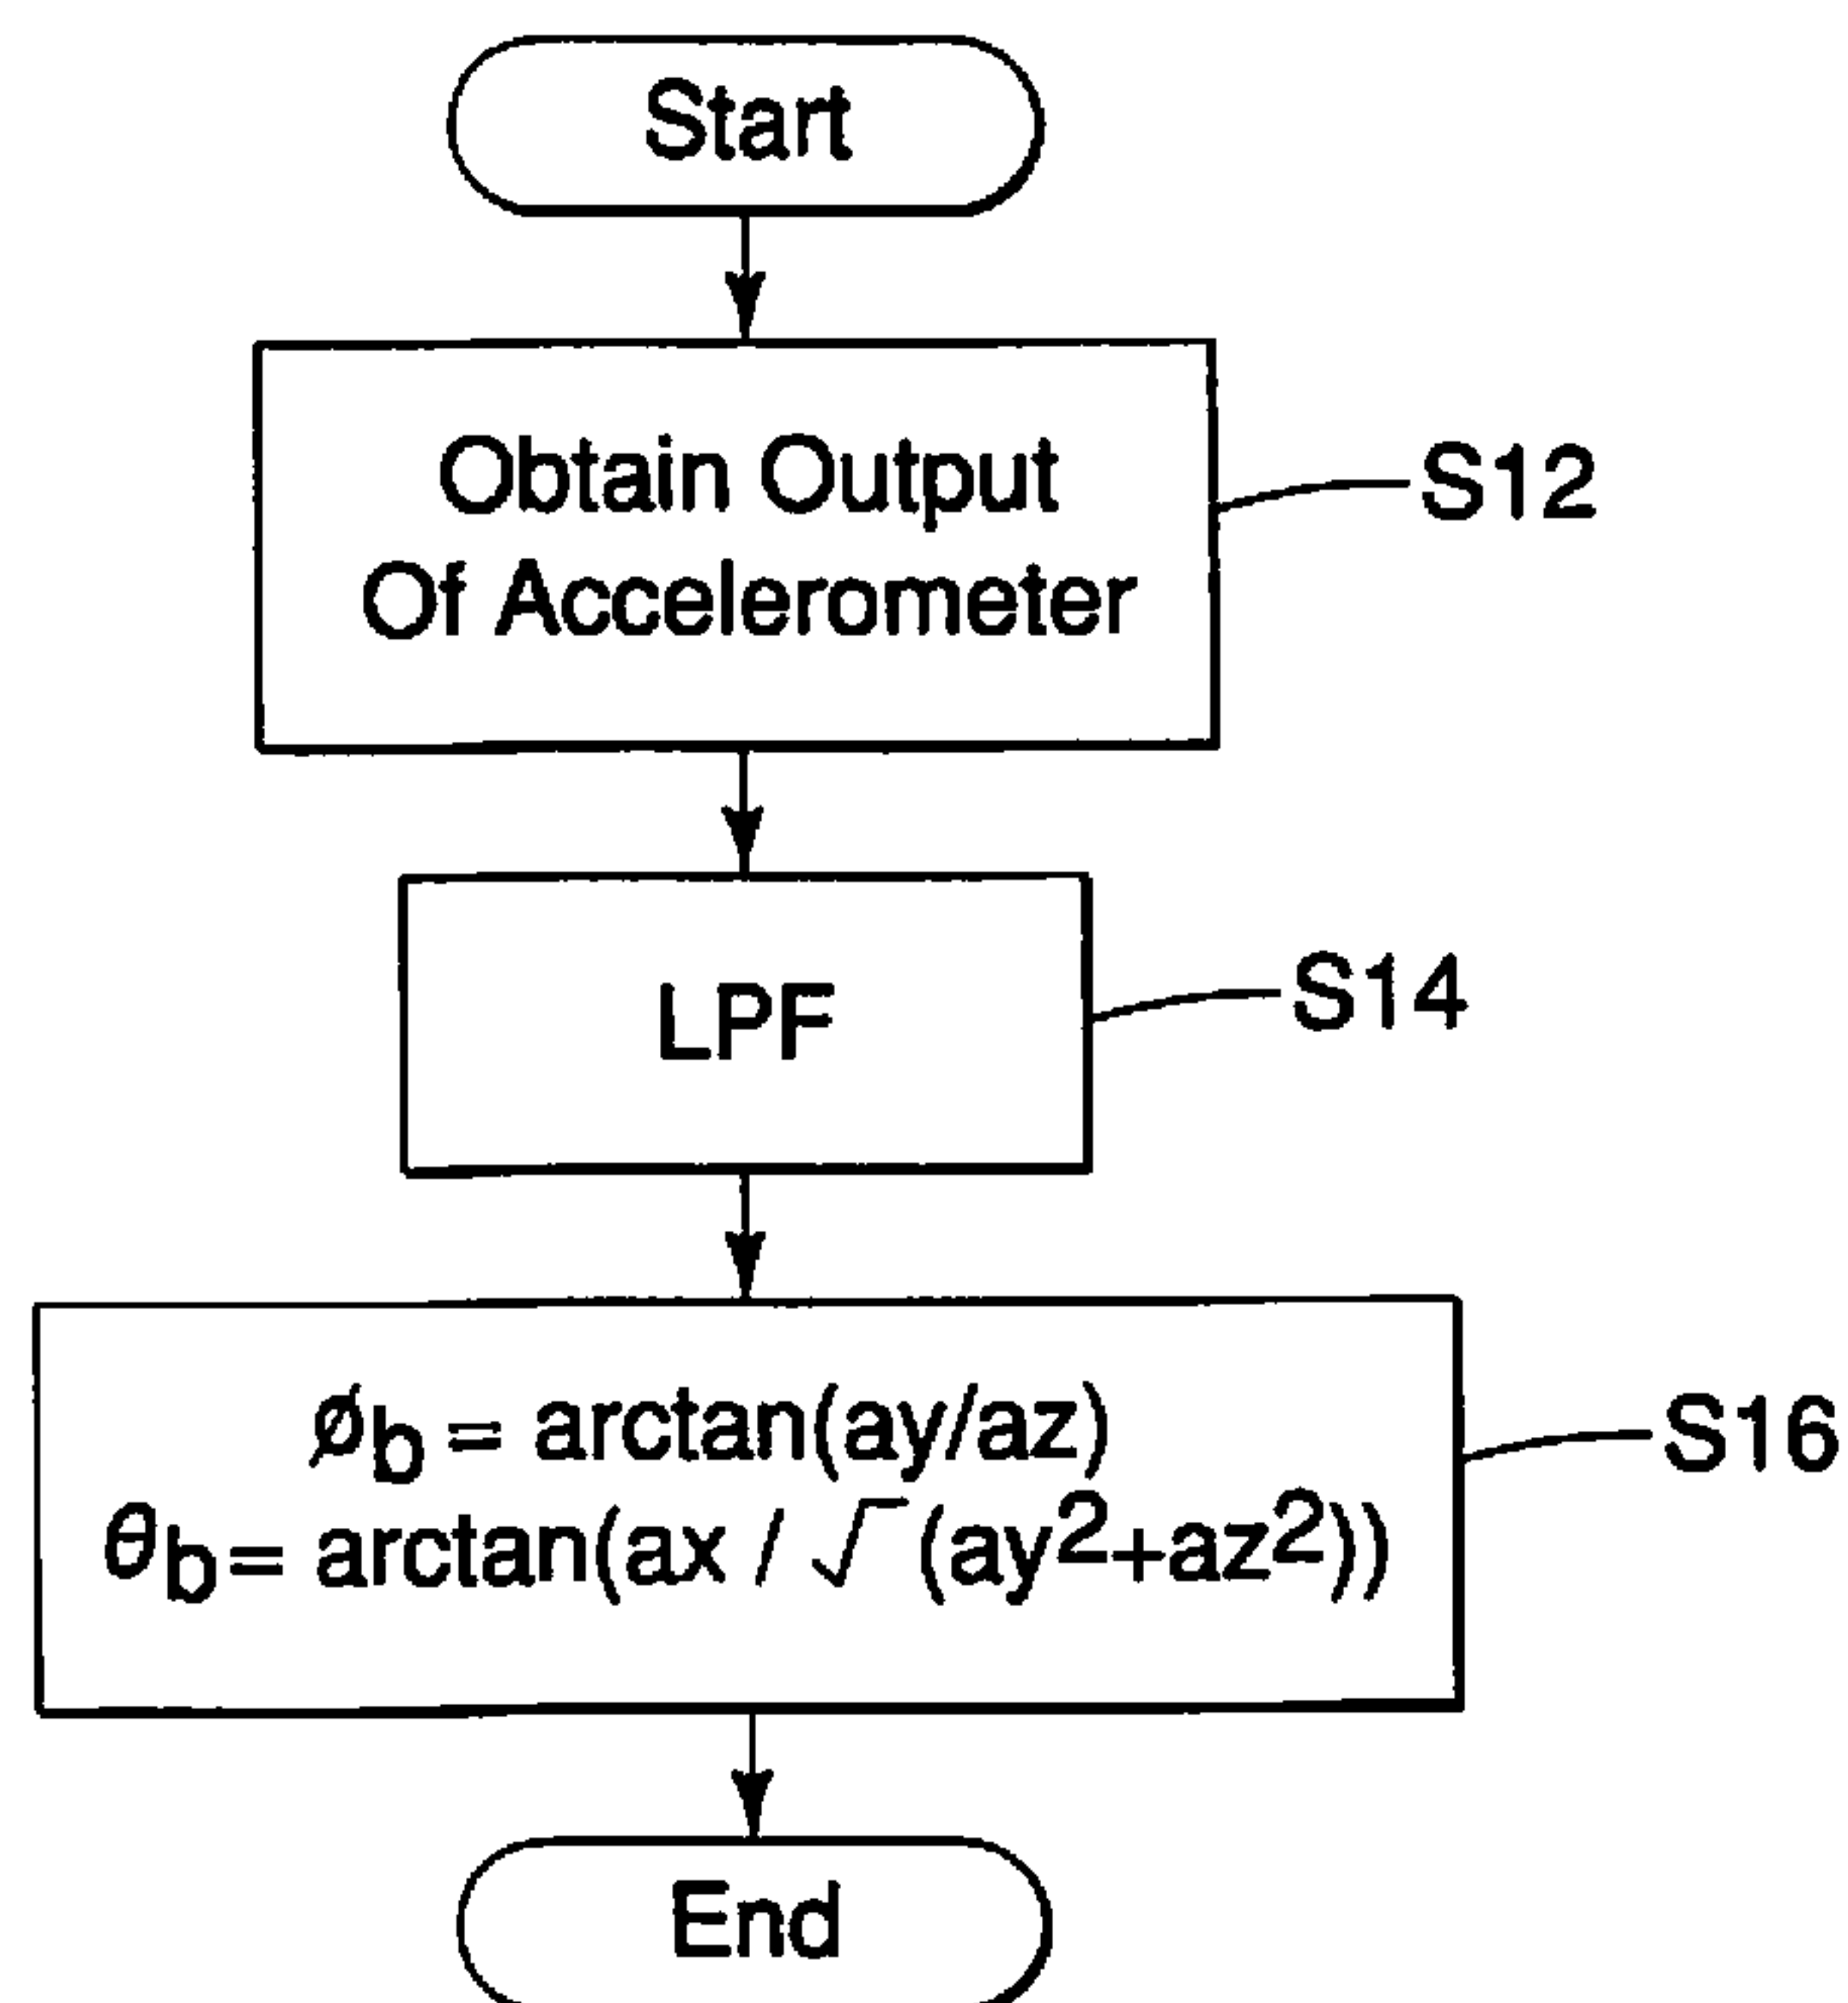 Start
Obtain Output
Of Accelerometer
S12
LPF
S14
øb = arctan(ay/az)
θb= arctan(ax / √ (ay²+az²))
S16
End